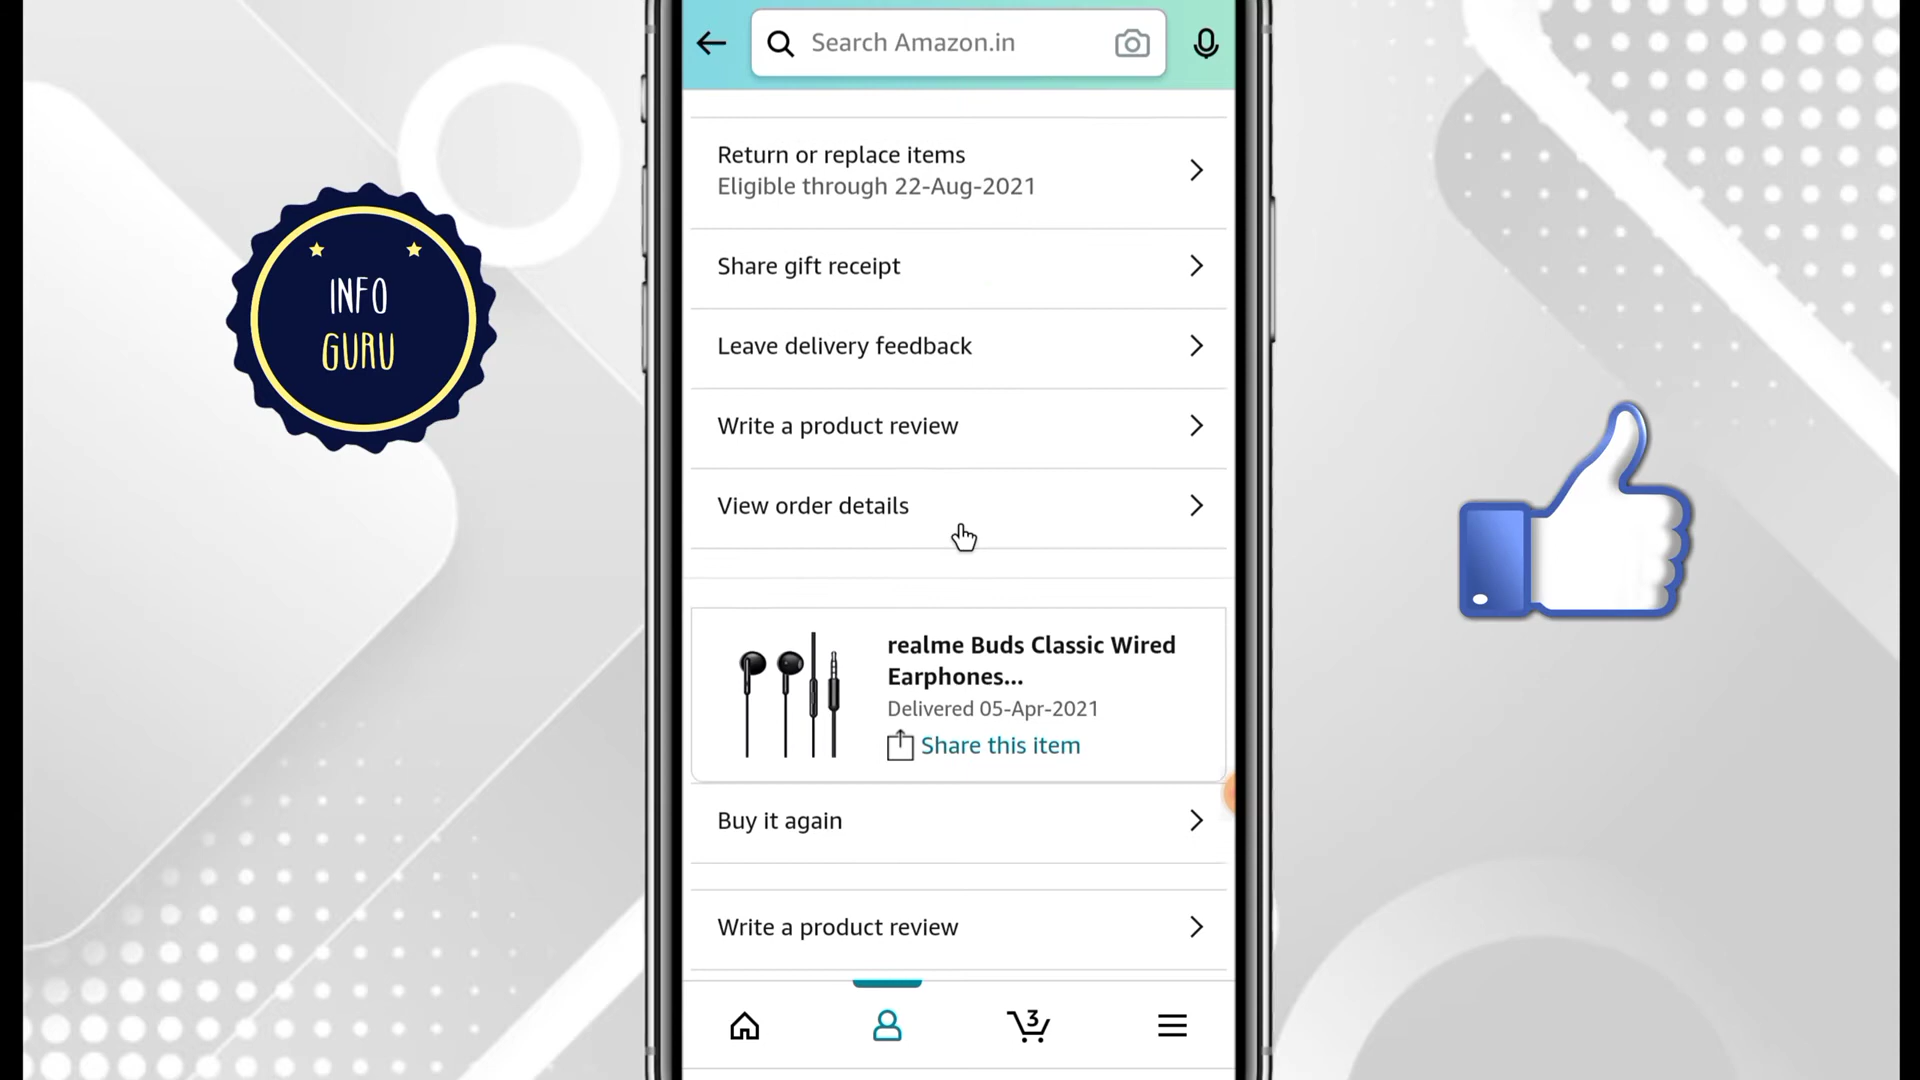 Search Amazon.in
Return or replace items
Eligible through 22-Aug-2021
Share gift receipt
Leave delivery feedback
Write a product review
View order details
INFO
GURU
realme Buds Classic Wired
Earphones...
Delivered 05-Apr-2021
Share this item
Buy it again
Write a product review
3